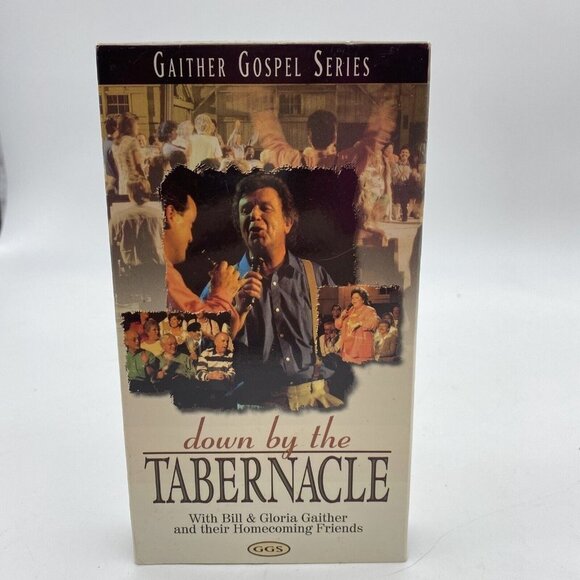 GAITHER GOSPEL SERIES
down by the
TABERNACLE
With Bill & Gloria Gaither
and their Homecoming Friends
GGS